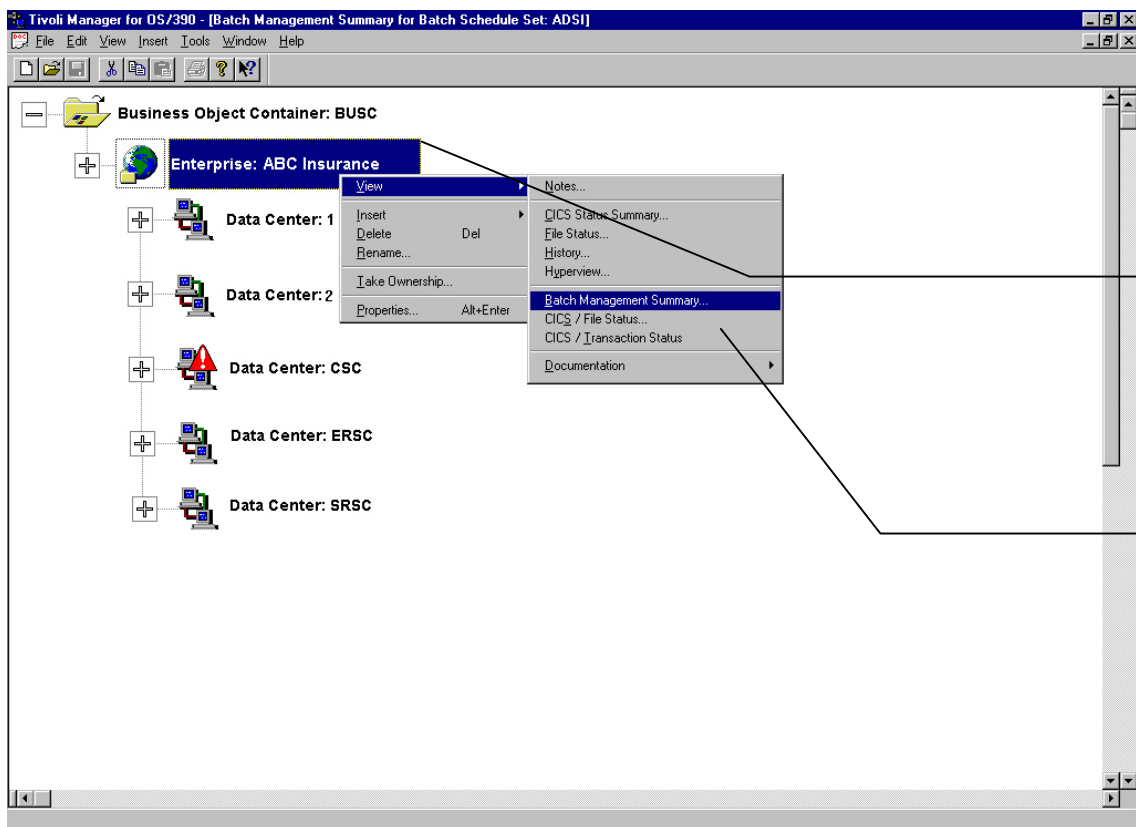 Tivoli Manager for OS/390 - [Batch Management Summary for Batch Schedule Set: ADSI]
File Edit View Insert Tools Window Help
Business Object Container: BUSC
Enterprise: ABC Insurance
View
Insert
Delete Del
Rename...
Take Ownership...
Properties... Alt+Enter
Notes...
CICS Status Summary...
File Status...
History...
Hyperview...
Batch Management Summary...
CICS / File Status...
CICS / Transaction Status
Documentation
Data Center: 1
Data Center: 2
Data Center: CSC
Data Center: ERSC
Data Center: SRSC